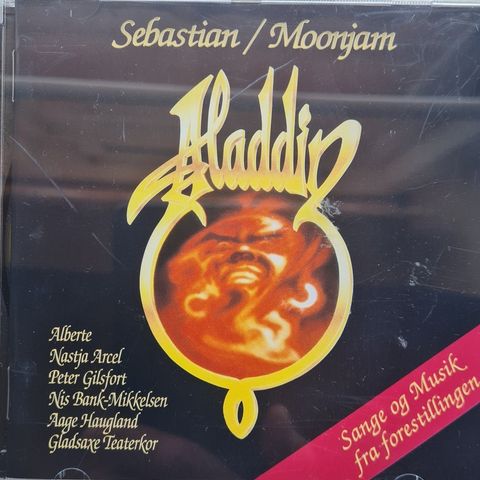 Sebastian / Moonjam
Aladdin
Alberte
Nastja Arcel
Peter Gilsfort
Nis Bank-Mikkelsen
Aage Haugland
Gladsaxe Teaterkor
Sange og Musik
fra forestillingen